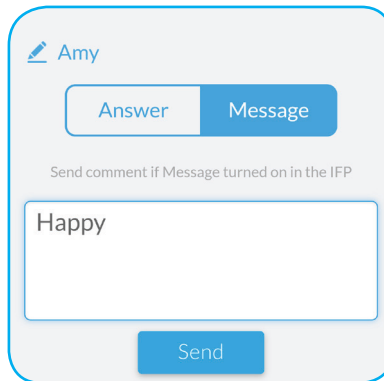 Amy
Answer Message
Send comment if Message turned on in the IFP
Happy
Send